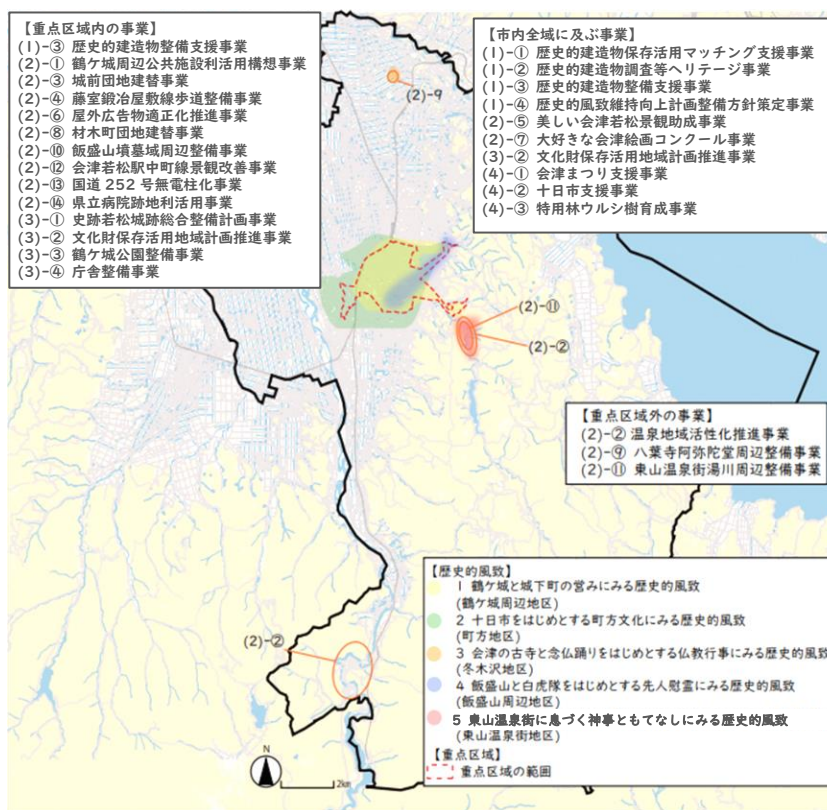 【重点区域内の事業】
(1)-③ 歴史的建造物整備支援事業
(2)-① 鶴ケ城周辺公共施設利活用構想事業
(2)-③ 城前団地建替事業
(2)-④ 藤室鍛冶屋敷線歩道整備事業
(2)-⑥ 屋外広告物適正化推進事業
(2)-⑧ 材木町団地建替事業
(2)-⑩ 飯盛山墳墓域周辺整備事業
(2)-⑫ 会津若松駅中町線景観改善事業
(2)-⑬ 国道252号無電柱化事業
(2)-⑭ 県立病院跡地利活用事業
(3)-① 史跡若松城跡総合整備計画事業
(3)-② 文化財保存活用地域計画推進事業
(3)-③ 鶴ケ城公園整備事業
(3)-④ 庁舎整備事業
【市内全域に及ぶ事業】
(1)-① 歴史的建造物保存活用マッチング支援事業
(1)-② 歴史的建造物調査等ヘリテージ事業
(1)-③ 歴史的建造物整備支援事業
(1)-④ 歴史的風致維持向上計画整備方針策定事業
(2)-⑤ 美しい会津若松景観助成事業
(2)-⑦ 大好きな会津絵画コンクール事業
(3)-② 文化財保存活用地域計画推進事業
(4)-① 会津まつり支援事業
(4)-② 十日市支援事業
(4)-③ 特用林ウルシ樹育成事業
(2)-9
(2)-⑪
(2)-②
【重点区域外の事業】
(2)-② 温泉地域活性化推進事業
(2)-⑨ 八葉寺阿弥陀堂周辺整備事業
(2)-⑪ 東山温泉街湯川周辺整備事業
(2)-②
【歴史的風致】
1 鶴ケ城と城下町の営みにみる歴史的風致
(鶴ケ城周辺地区)
2 十日市をはじめとする町方文化にみる歴史的風致
(町方地区)
3 会津の古寺と念仏踊りをはじめとする仏教行事にみる歴史的風致
(冬木沢地区)
4 飯盛山と白虎隊をはじめとする先人慰霊にみる歴史的風致
(飯盛山周辺地区)
5 東山温泉街に息づく神事ともてなしにみる歴史的風致
(東山温泉街地区)
【重点区域】
重点区域の範囲
N
2km